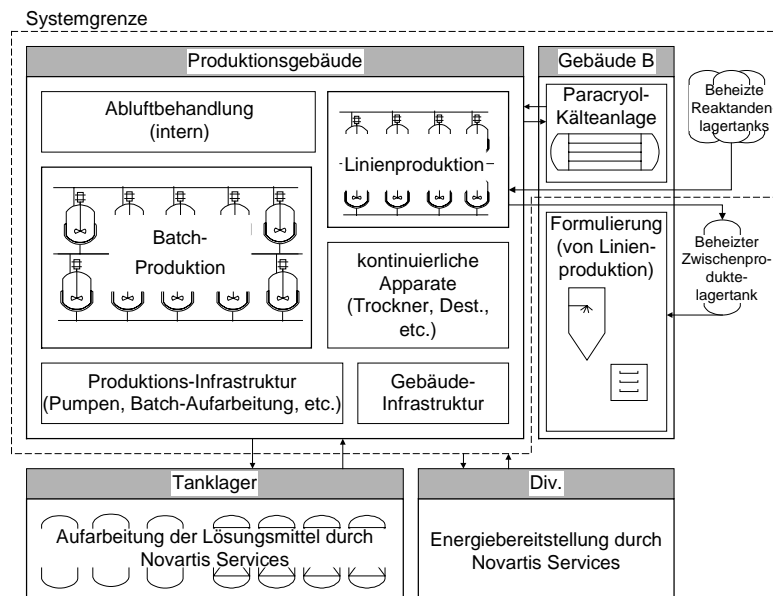 Systemgrenze
Produktionsgebäude
Gebäude B
Abluftbehandlung
(intern)
Linienproduktion
Paracryol-
Kälteanlage
Beheizte
Reaktanden
lagertanks
Batch-
Produktion
kontinuierliche
Apparate
(Trockner, Dest.,
etc.)
Formulierung
(von Linien-
produktion)
Beheizter
Zwischenpro-
dukte-
lagertank
Produktions-Infrastruktur
(Pumpen, Batch-Aufarbeitung, etc.)
Gebäude-
Infrastruktur
Tanklager
Aufarbeitung der Lösungsmittel durch
Novartis Services
Div.
Energiebereitstellung durch
Novartis Services